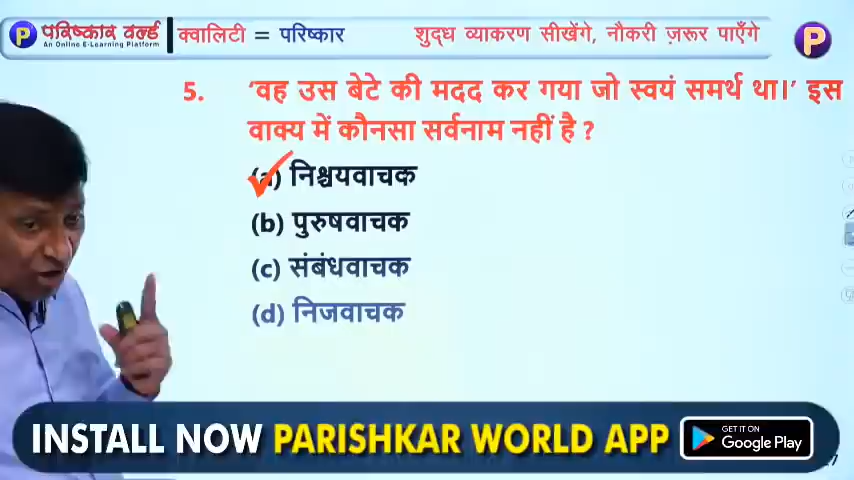 परिष्कार वर्ल्ड
An Online E-Learning Platform
क्वालिटी = परिष्कार
शुद्ध व्याकरण सीखेंगे, नौकरी ज़रूर पाएँगे
5. 'वह उस बेटे की मदद कर गया जो स्वयं समर्थ था।' इस
वाक्य में कौनसा सर्वनाम नहीं है ?
(a) निश्चयवाचक
(b) पुरुषवाचक
(c) संबंधवाचक
(d) निजवाचक
INSTALL NOW PARISHKAR WORLD APP
GET IT ON
Google Play